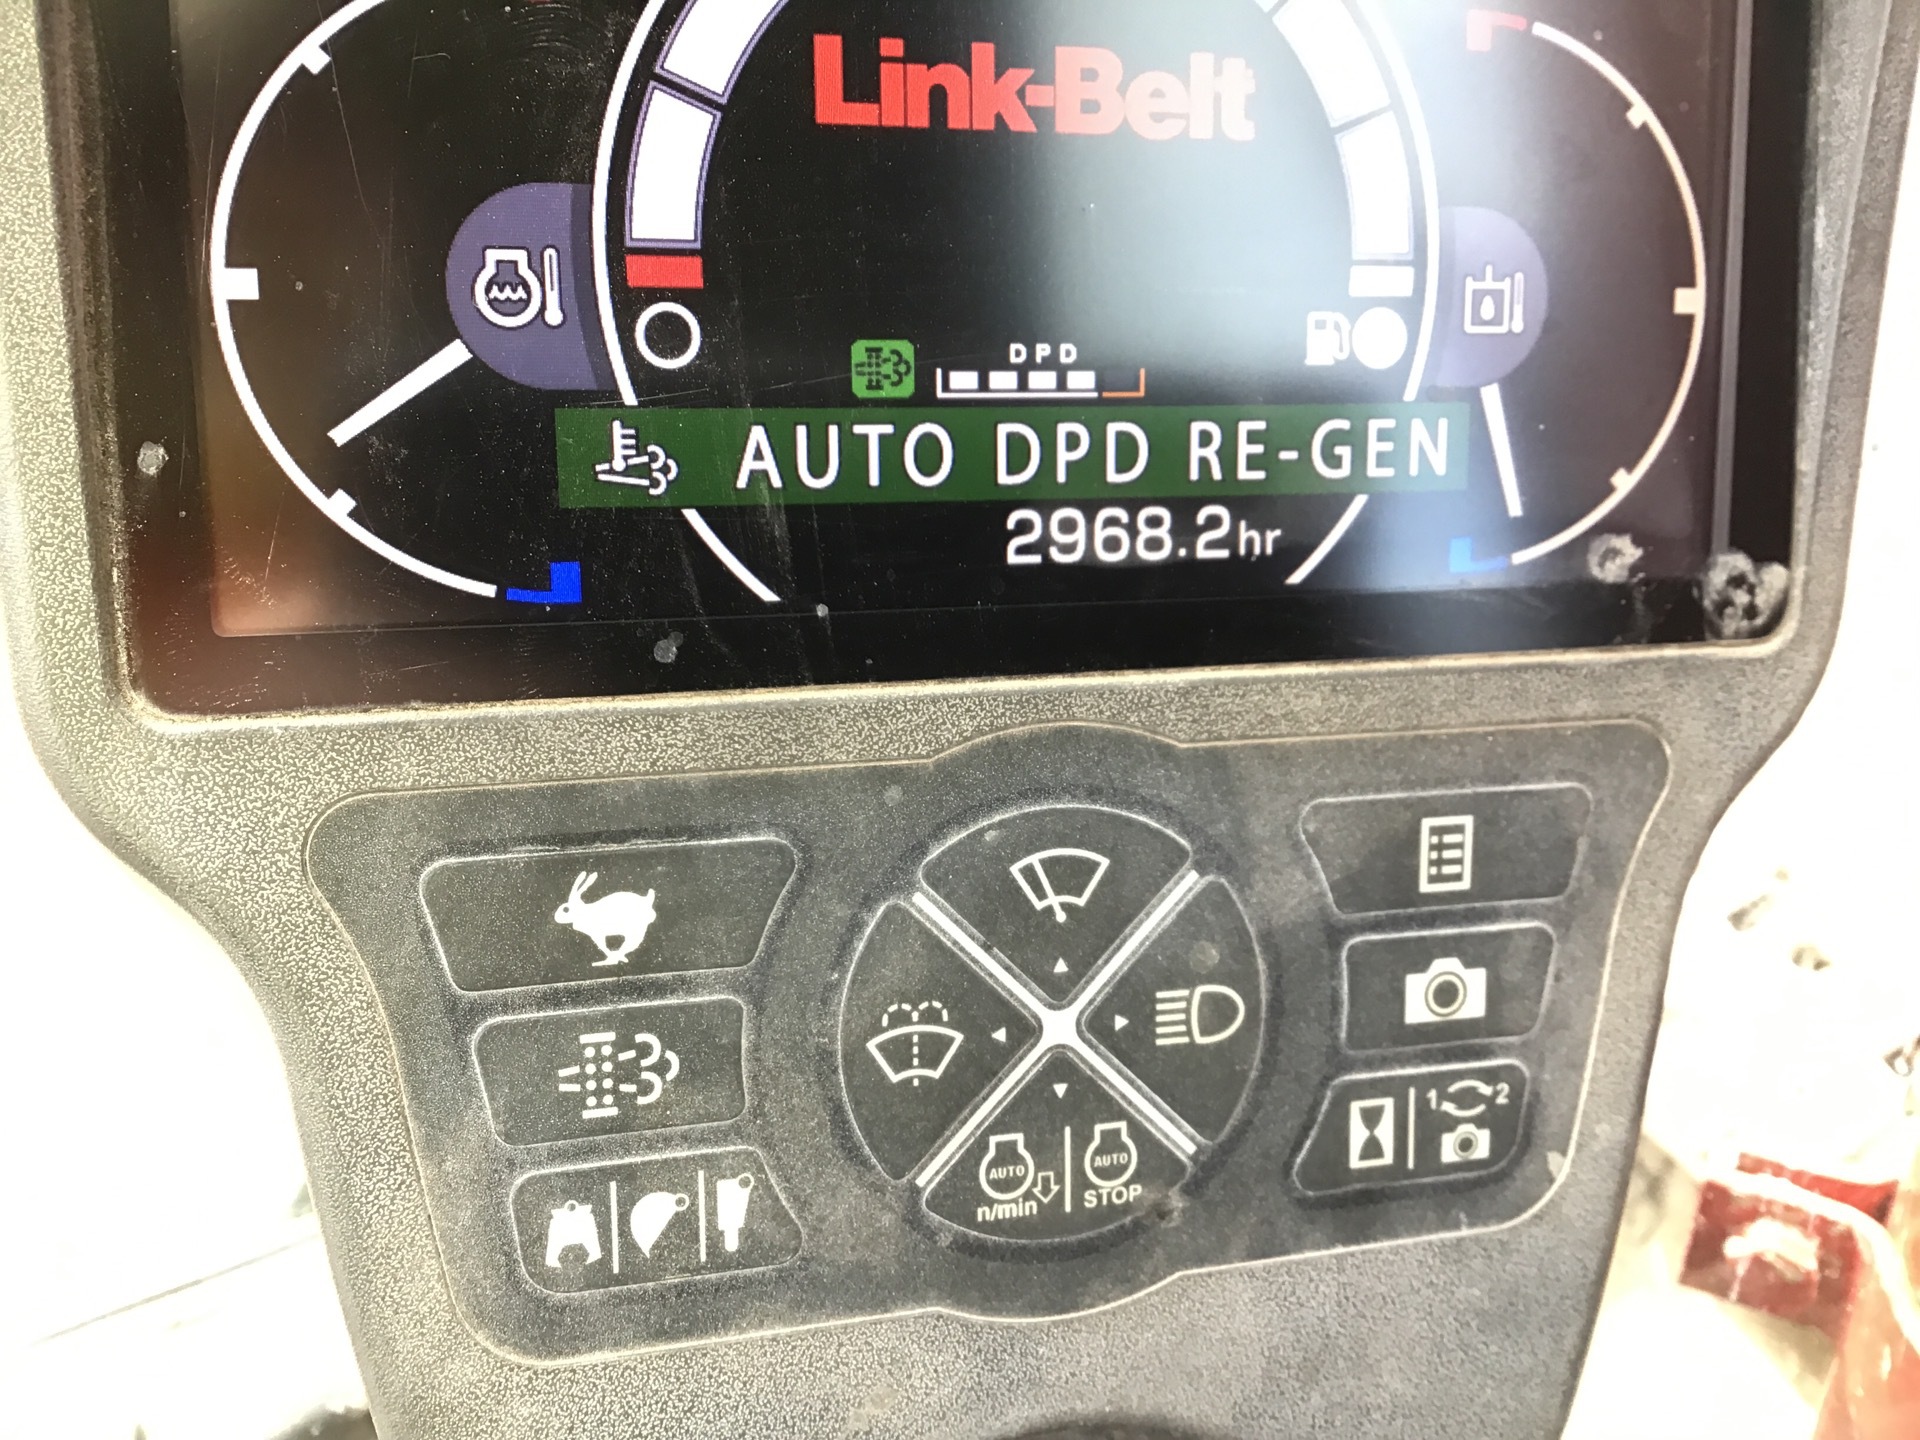 Link-Belt
DPD
AUTO DPD RE-GEN
2968.2hr
1 2
AUTO AUTO
n/min STOP